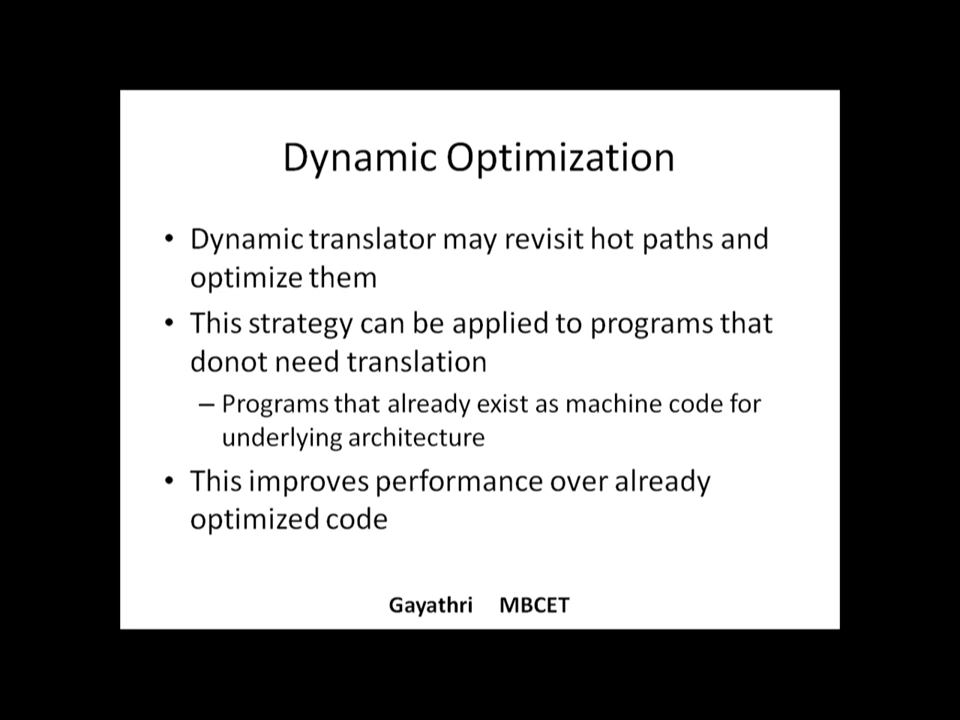 Dynamic Optimization
• Dynamic translator may revisit hot paths and
optimize them
• This strategy can be applied to programs that
donot need translation
– Programs that already exist as machine code for
underlying architecture
• This improves performance over already
optimized code
Gayathri MBCET